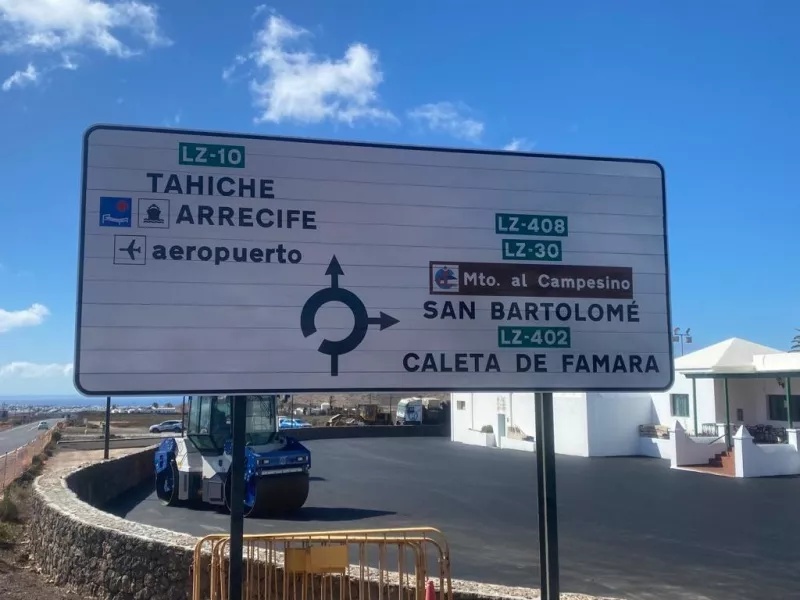 LZ-10
TAHICHE
ARRECIFE
aeropuerto
LZ-408
LZ-30
Mto. al Campesino
SAN BARTOLOMÉ
LZ-402
CALETA DE FAMARA